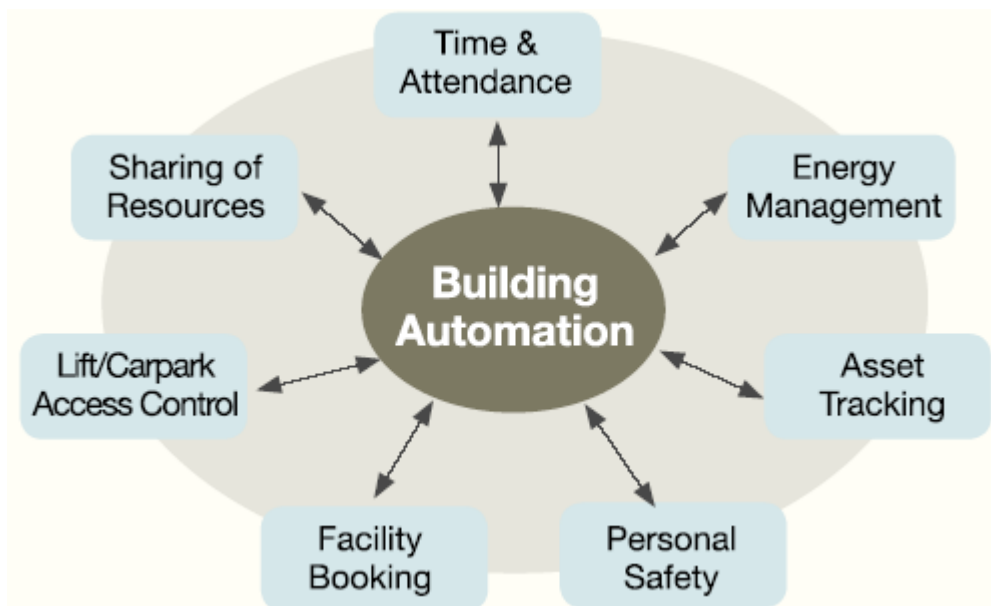 Time &
Attendance
Sharing of
Resources
Energy
Management
Building
Automation
Lift/Carpark
Access Control
Asset
Tracking
Facility
Booking
Personal
Safety